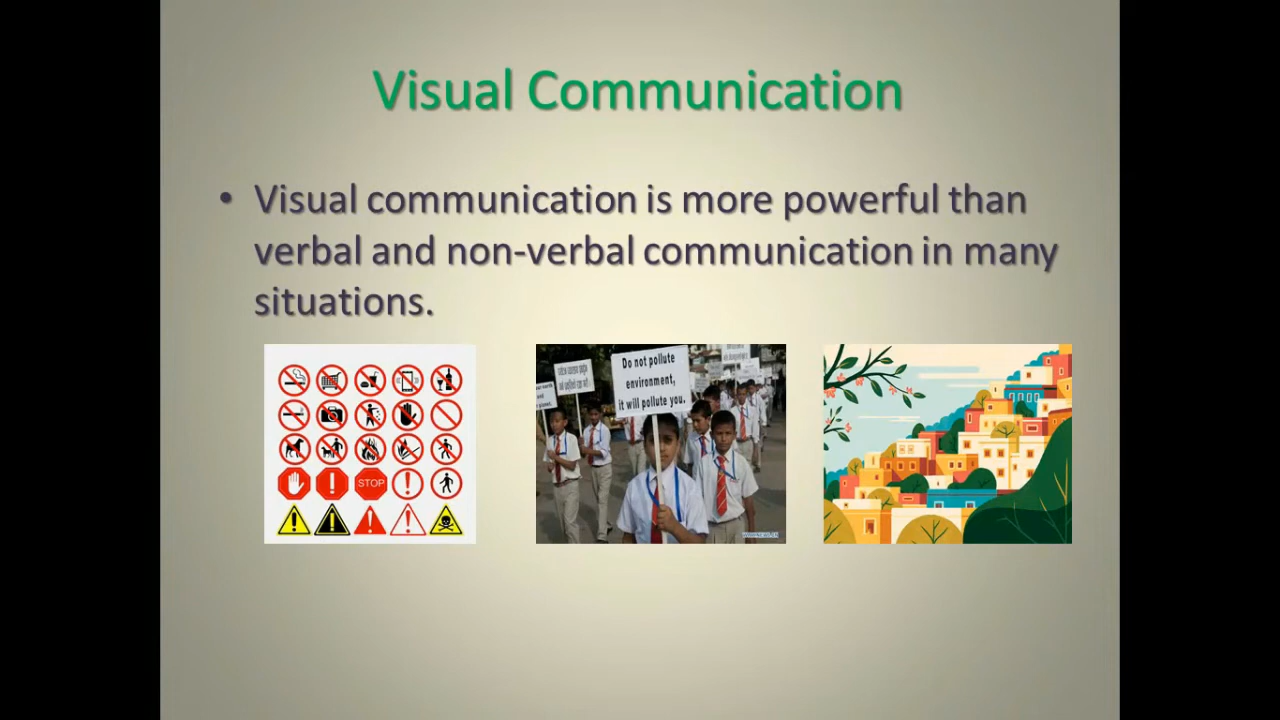 Visual Communication
• Visual communication is more powerful than
verbal and non-verbal communication in many
situations.
STOP
Do not pollute
environment,
it will pollute you.